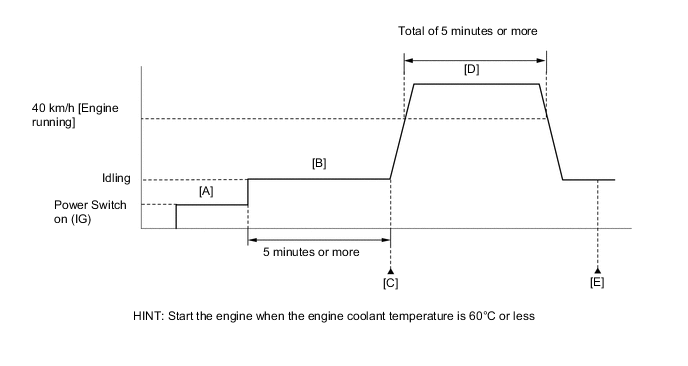 Total of 5 minutes or more
[D]
40 km/h [Engine
running]
[B]
Idling
[A]
Power Switch
on (IG)
5 minutes or more
[C]
[E]
HINT: Start the engine when the engine coolant temperature is 60°C or less